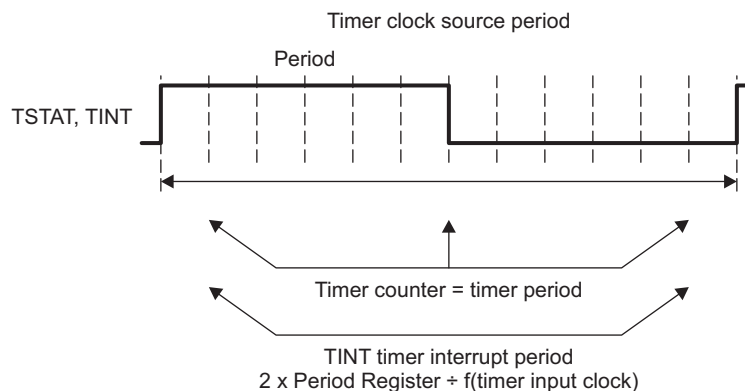 Timer clock source period
Period
TSTAT, TINT
Timer counter = timer period
TINT timer interrupt period
2 x Period Register ÷ f(timer input clock)